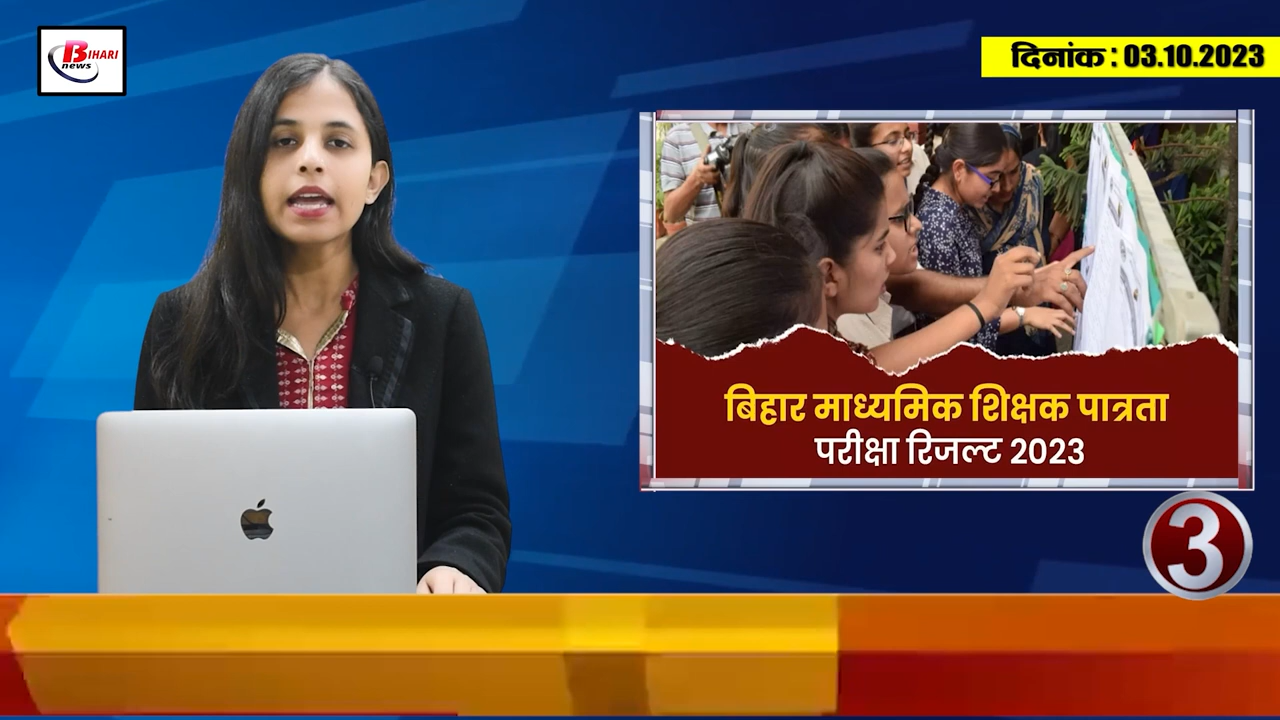 BIHARI
news
दिनांक : 03.10.2023
बिहार माध्यमिक शिक्षक पात्रता
परीक्षा रिजल्ट 2023
3